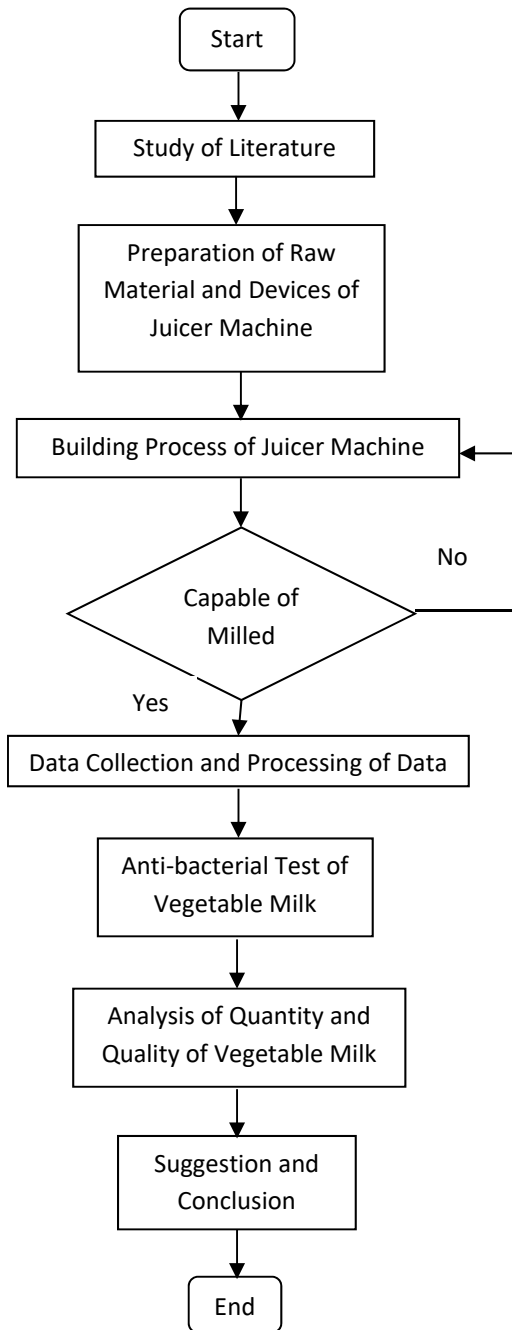 Start
Study of Literature
Preparation of Raw
Material and Devices of
Juicer Machine
Building Process of Juicer Machine
No
Capable of
Milled
Yes
Data Collection and Processing of Data
Anti-bacterial Test of
Vegetable Milk
Analysis of Quantity and
Quality of Vegetable Milk
Suggestion and
Conclusion
End